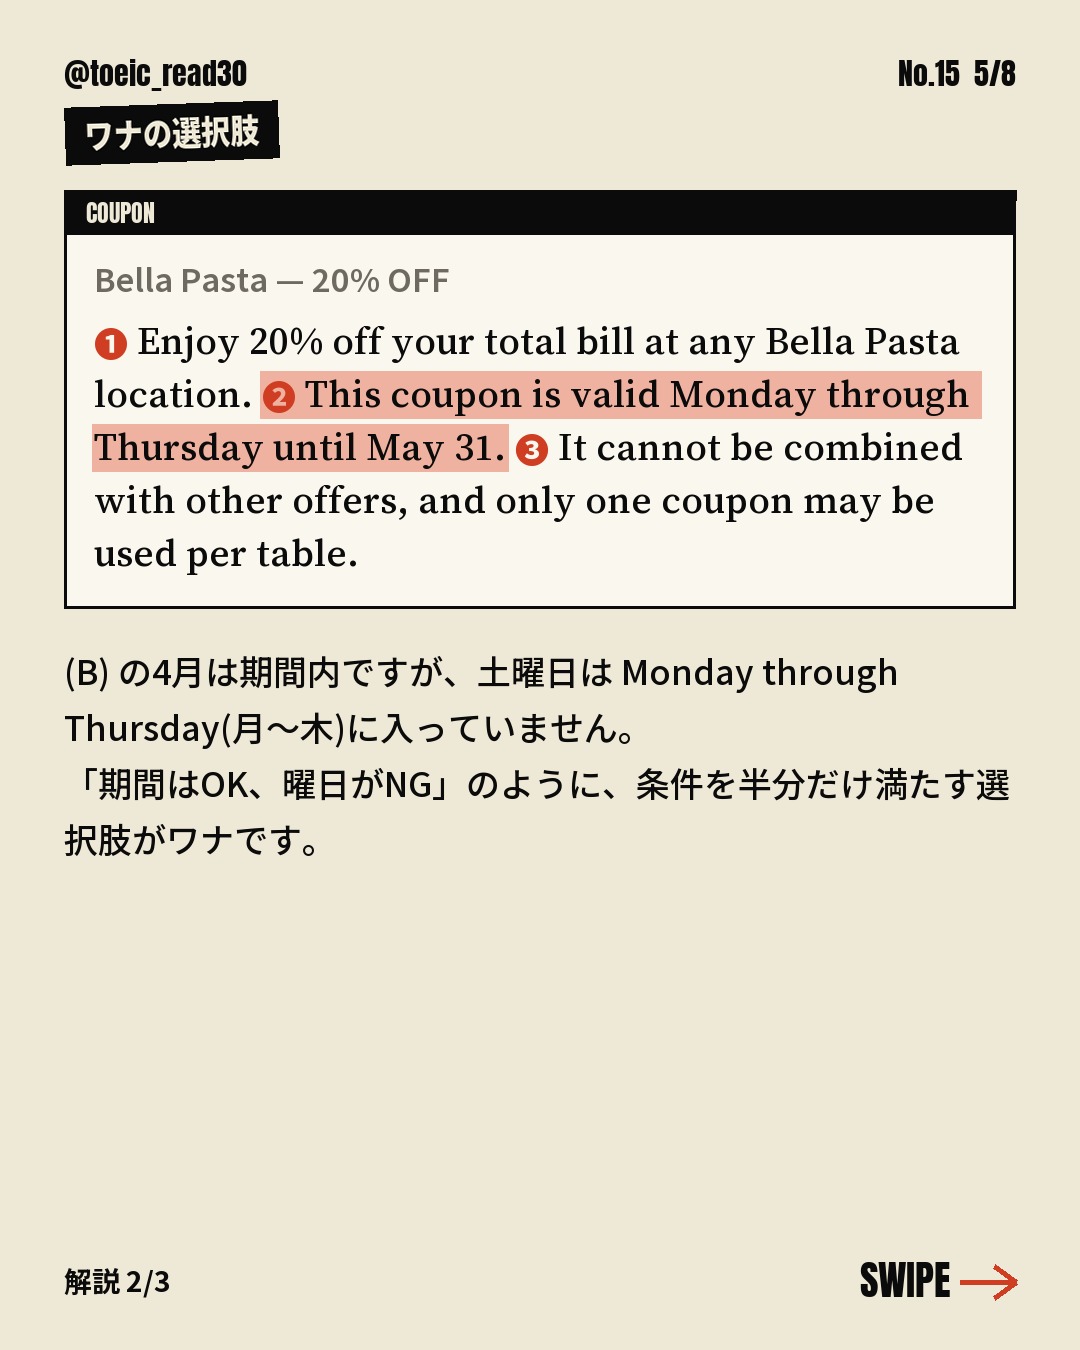 @toeic_read30
No.15 5/8
ワナの選択肢
COUPON
Bella Pasta — 20% OFF
❶ Enjoy 20% off your total bill at any Bella Pasta
location. ❷ This coupon is valid Monday through
Thursday until May 31. ❸ It cannot be combined
with other offers, and only one coupon may be
used per table.
(B) の4月は期間内ですが、土曜日は Monday through
Thursday(月〜木)に入っていません。
「期間はOK、曜日がNG」のように、条件を半分だけ満たす選
択肢がワナです。
解説 2/3
SWIPE →